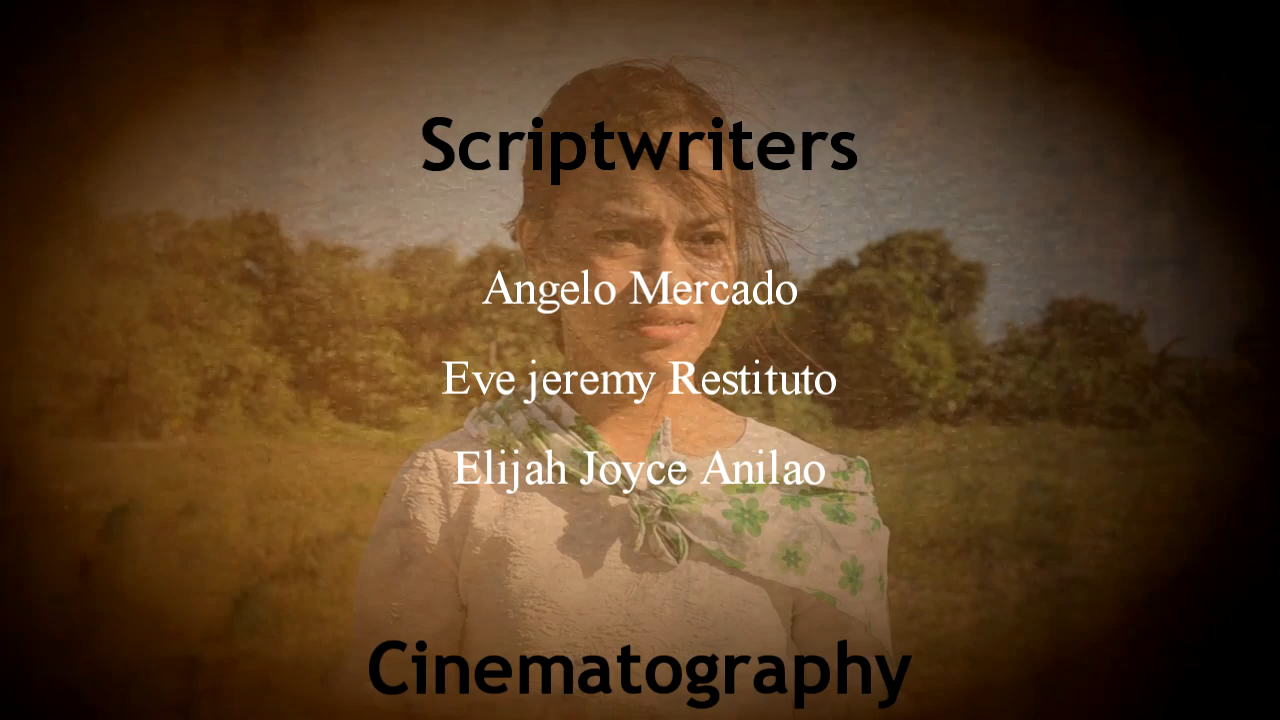 Scriptwriters
Angelo Mercado
Eve jeremy Restituto
Elijah Joyce Anilao
Cinematography